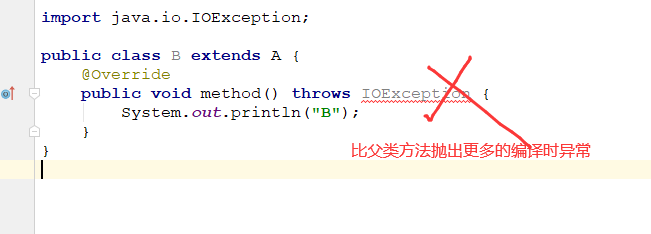 import java.io.IOException;
public class B extends A {
@Override
public void method() throws IOException {
System.out.println("B");
}
}
比父类方法抛出更多的编译时异常